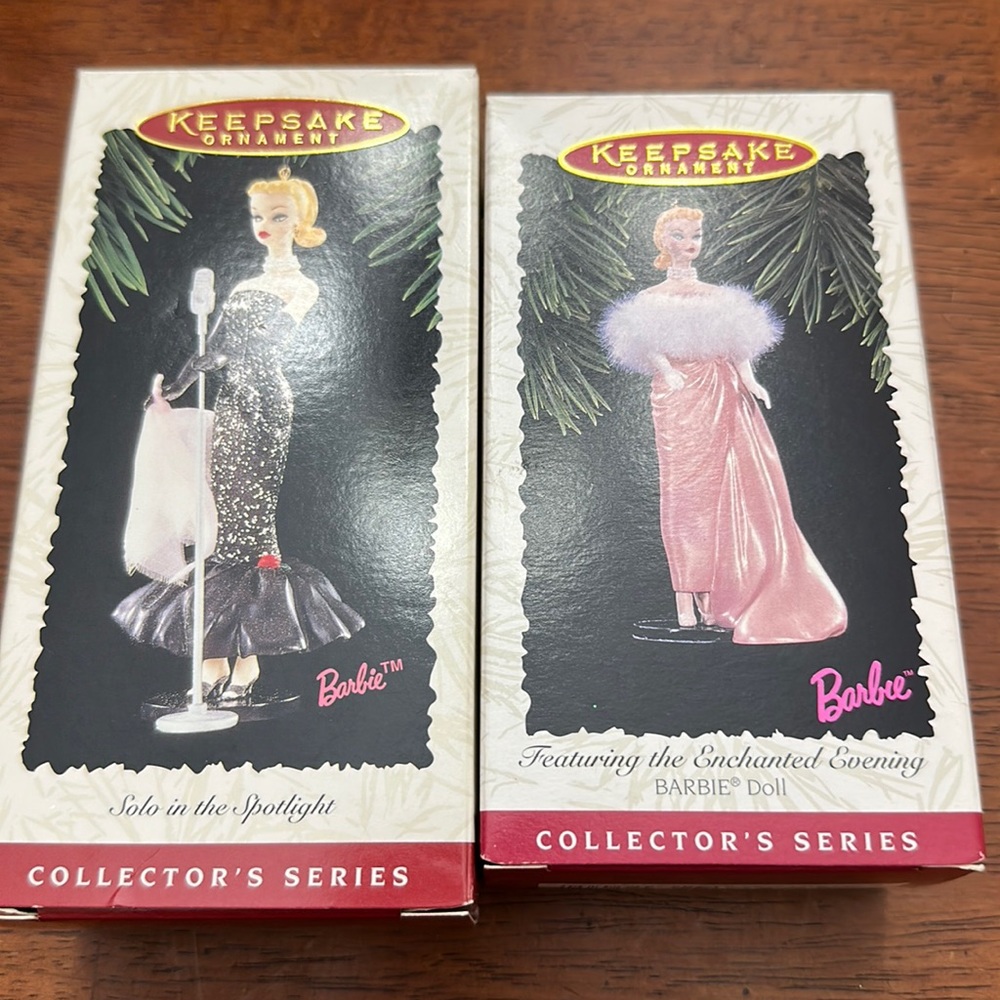 KEEPSAKE
ORNAMENT
Barbie™
Solo in the Spotlight
COLLECTOR'S SERIES
KEEPSAKE
ORNAMENT
Barbie™
Featuring the Enchanted Evening
BARBIE® Doll
COLLECTOR'S SERIES